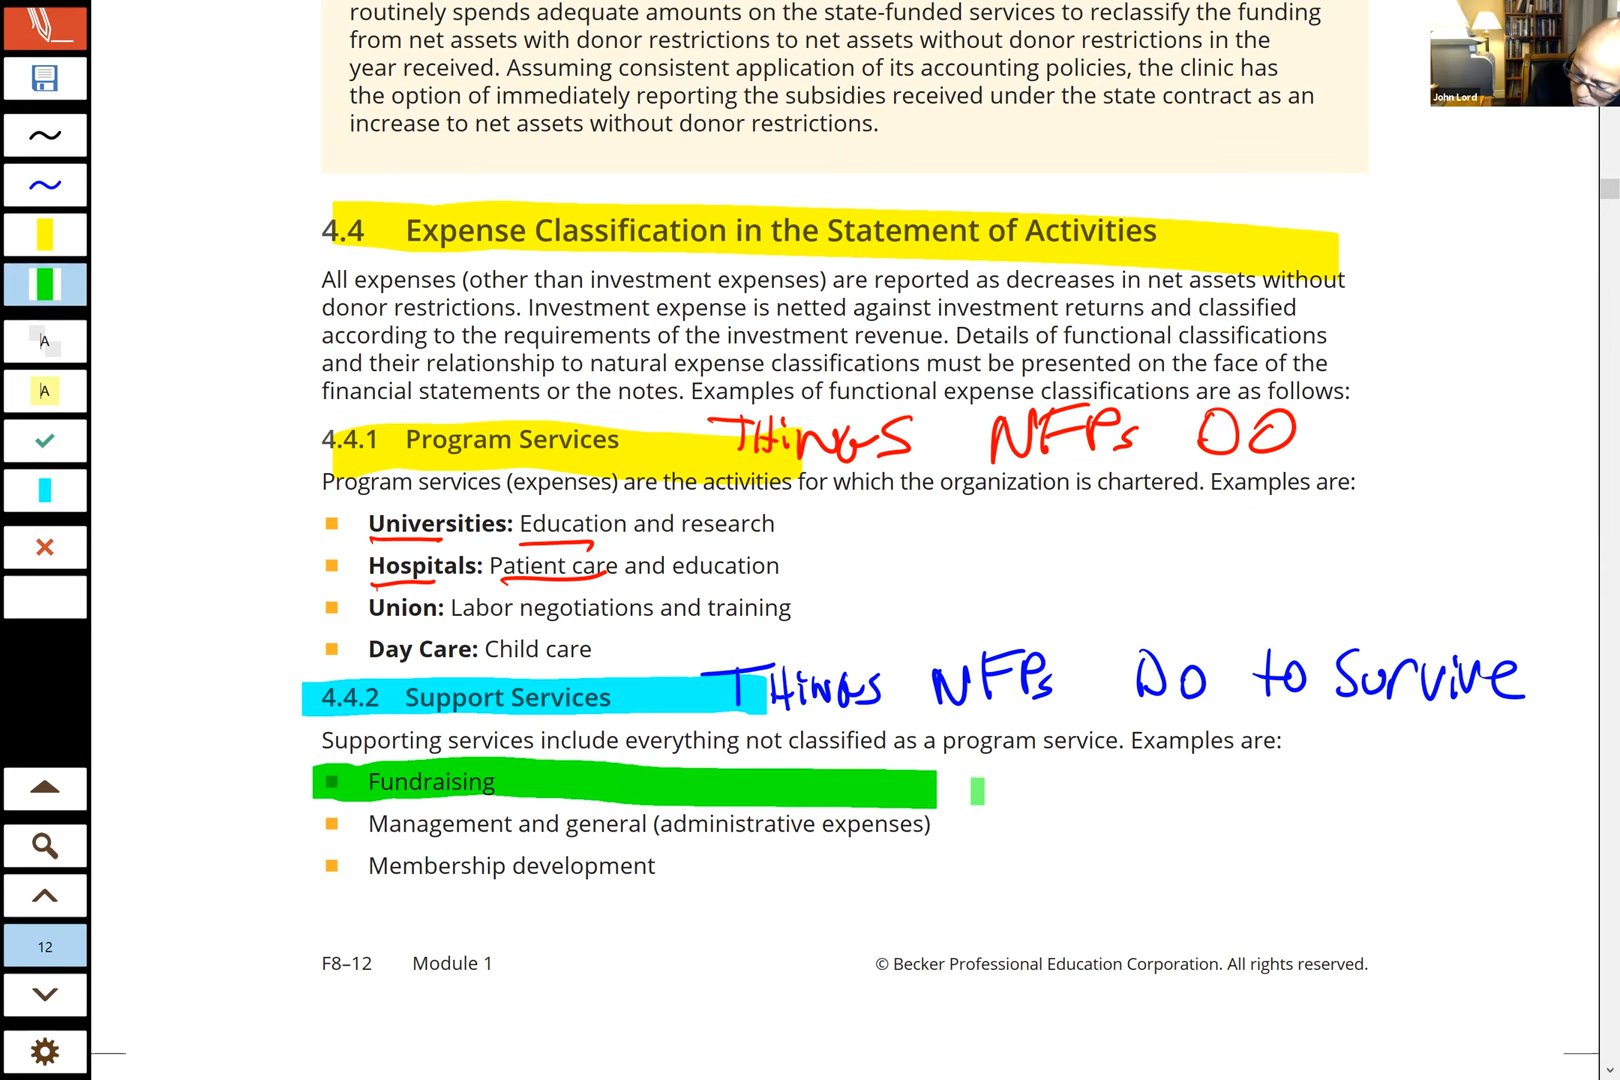 routinely spends adequate amounts on the state-funded services to reclassify the funding
from net assets with donor restrictions to net assets without donor restrictions in the
year received. Assuming consistent application of its accounting policies, the clinic has
the option of immediately reporting the subsidies received under the state contract as an
increase to net assets without donor restrictions.
John Lord
4.4 Expense Classification in the Statement of Activities
All expenses (other than investment expenses) are reported as decreases in net assets without
donor restrictions. Investment expense is netted against investment returns and classified
according to the requirements of the investment revenue. Details of functional classifications
and their relationship to natural expense classifications must be presented on the face of the
financial statements or the notes. Examples of functional expense classifications are as follows:
4.4.1 Program Services THiNGS NFPs DO
Program services (expenses) are the activities for which the organization is chartered. Examples are:
Universities: Education and research
Hospitals: Patient care and education
Union: Labor negotiations and training
Day Care: Child care
4.4.2 Support Services THiNGS NFPs Do to Survive
Supporting services include everything not classified as a program service. Examples are:
Fundraising
Management and general (administrative expenses)
Membership development
F8–12 Module 1 © Becker Professional Education Corporation. All rights reserved.
A
A
12